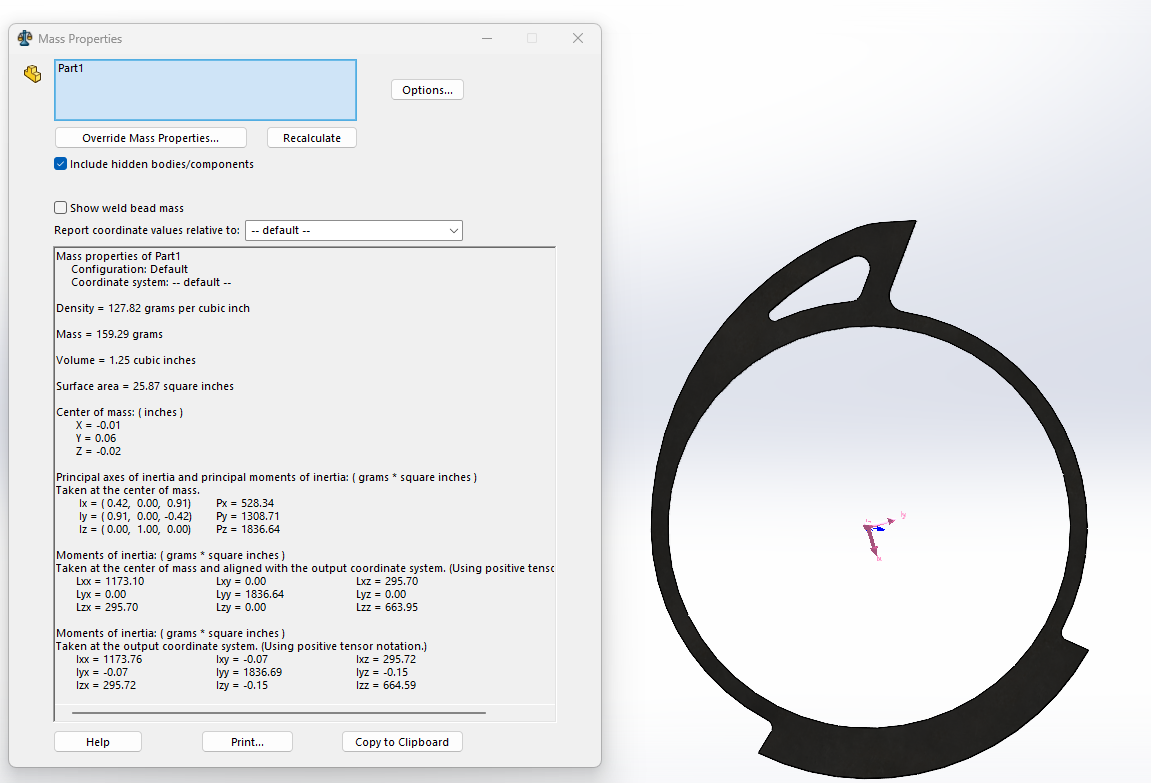 Mass Properties
Part1
Options...
Override Mass Properties...
Recalculate
Include hidden bodies/components
Show weld bead mass
Report coordinate values relative to: -- default --
Mass properties of Part1
Configuration: Default
Coordinate system: -- default --
Density = 127.82 grams per cubic inch
Mass = 159.29 grams
Volume = 1.25 cubic inches
Surface area = 25.87 square inches
Center of mass: ( inches )
X = -0.01
Y = 0.06
Z = -0.02
Principal axes of inertia and principal moments of inertia: ( grams * square inches )
Taken at the center of mass.
Ix = ( 0.42, 0.00, 0.91) Px = 528.34
Iy = ( 0.91, 0.00, -0.42) Py = 1308.71
Iz = ( 0.00, 1.00, 0.00) Pz = 1836.64
Moments of inertia: ( grams * square inches )
Taken at the center of mass and aligned with the output coordinate system. (Using positive tensc
Lxx = 1173.10 Lxy = 0.00 Lxz = 295.70
Lyx = 0.00 Lyy = 1836.64 Lyz = 0.00
Lzx = 295.70 Lzy = 0.00 Lzz = 663.95
Moments of inertia: ( grams * square inches )
Taken at the output coordinate system. (Using positive tensor notation.)
Ixx = 1173.76 Ixy = -0.07 Ixz = 295.72
Iyx = -0.07 Iyy = 1836.69 Iyz = -0.15
Izx = 295.72 Izy = -0.15 Izz = 664.59
Help
Print...
Copy to Clipboard
Iy